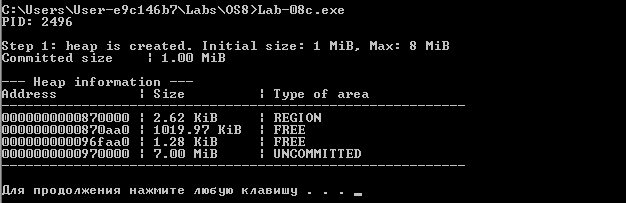 C:\Users\User-e9c146b7\Labs\OS8>Lab-08c.exe
PID: 2496
Step 1: heap is created. Initial size: 1 MiB, Max: 8 MiB
Committed size    ¦ 1.00 MiB
--- Heap information ---
Address          ¦ Size         ¦ Type of area
----------------------------------------------------------
0000000000870000 ¦ 2.62 KiB     ¦ REGION
0000000000870aa0 ¦ 1019.97 KiB  ¦ FREE
000000000096faa0 ¦ 1.28 KiB     ¦ FREE
0000000000970000 ¦ 7.00 MiB     ¦ UNCOMMITTED
----------------------------------------------------------
Для продолжения нажмите любую клавишу . . . _